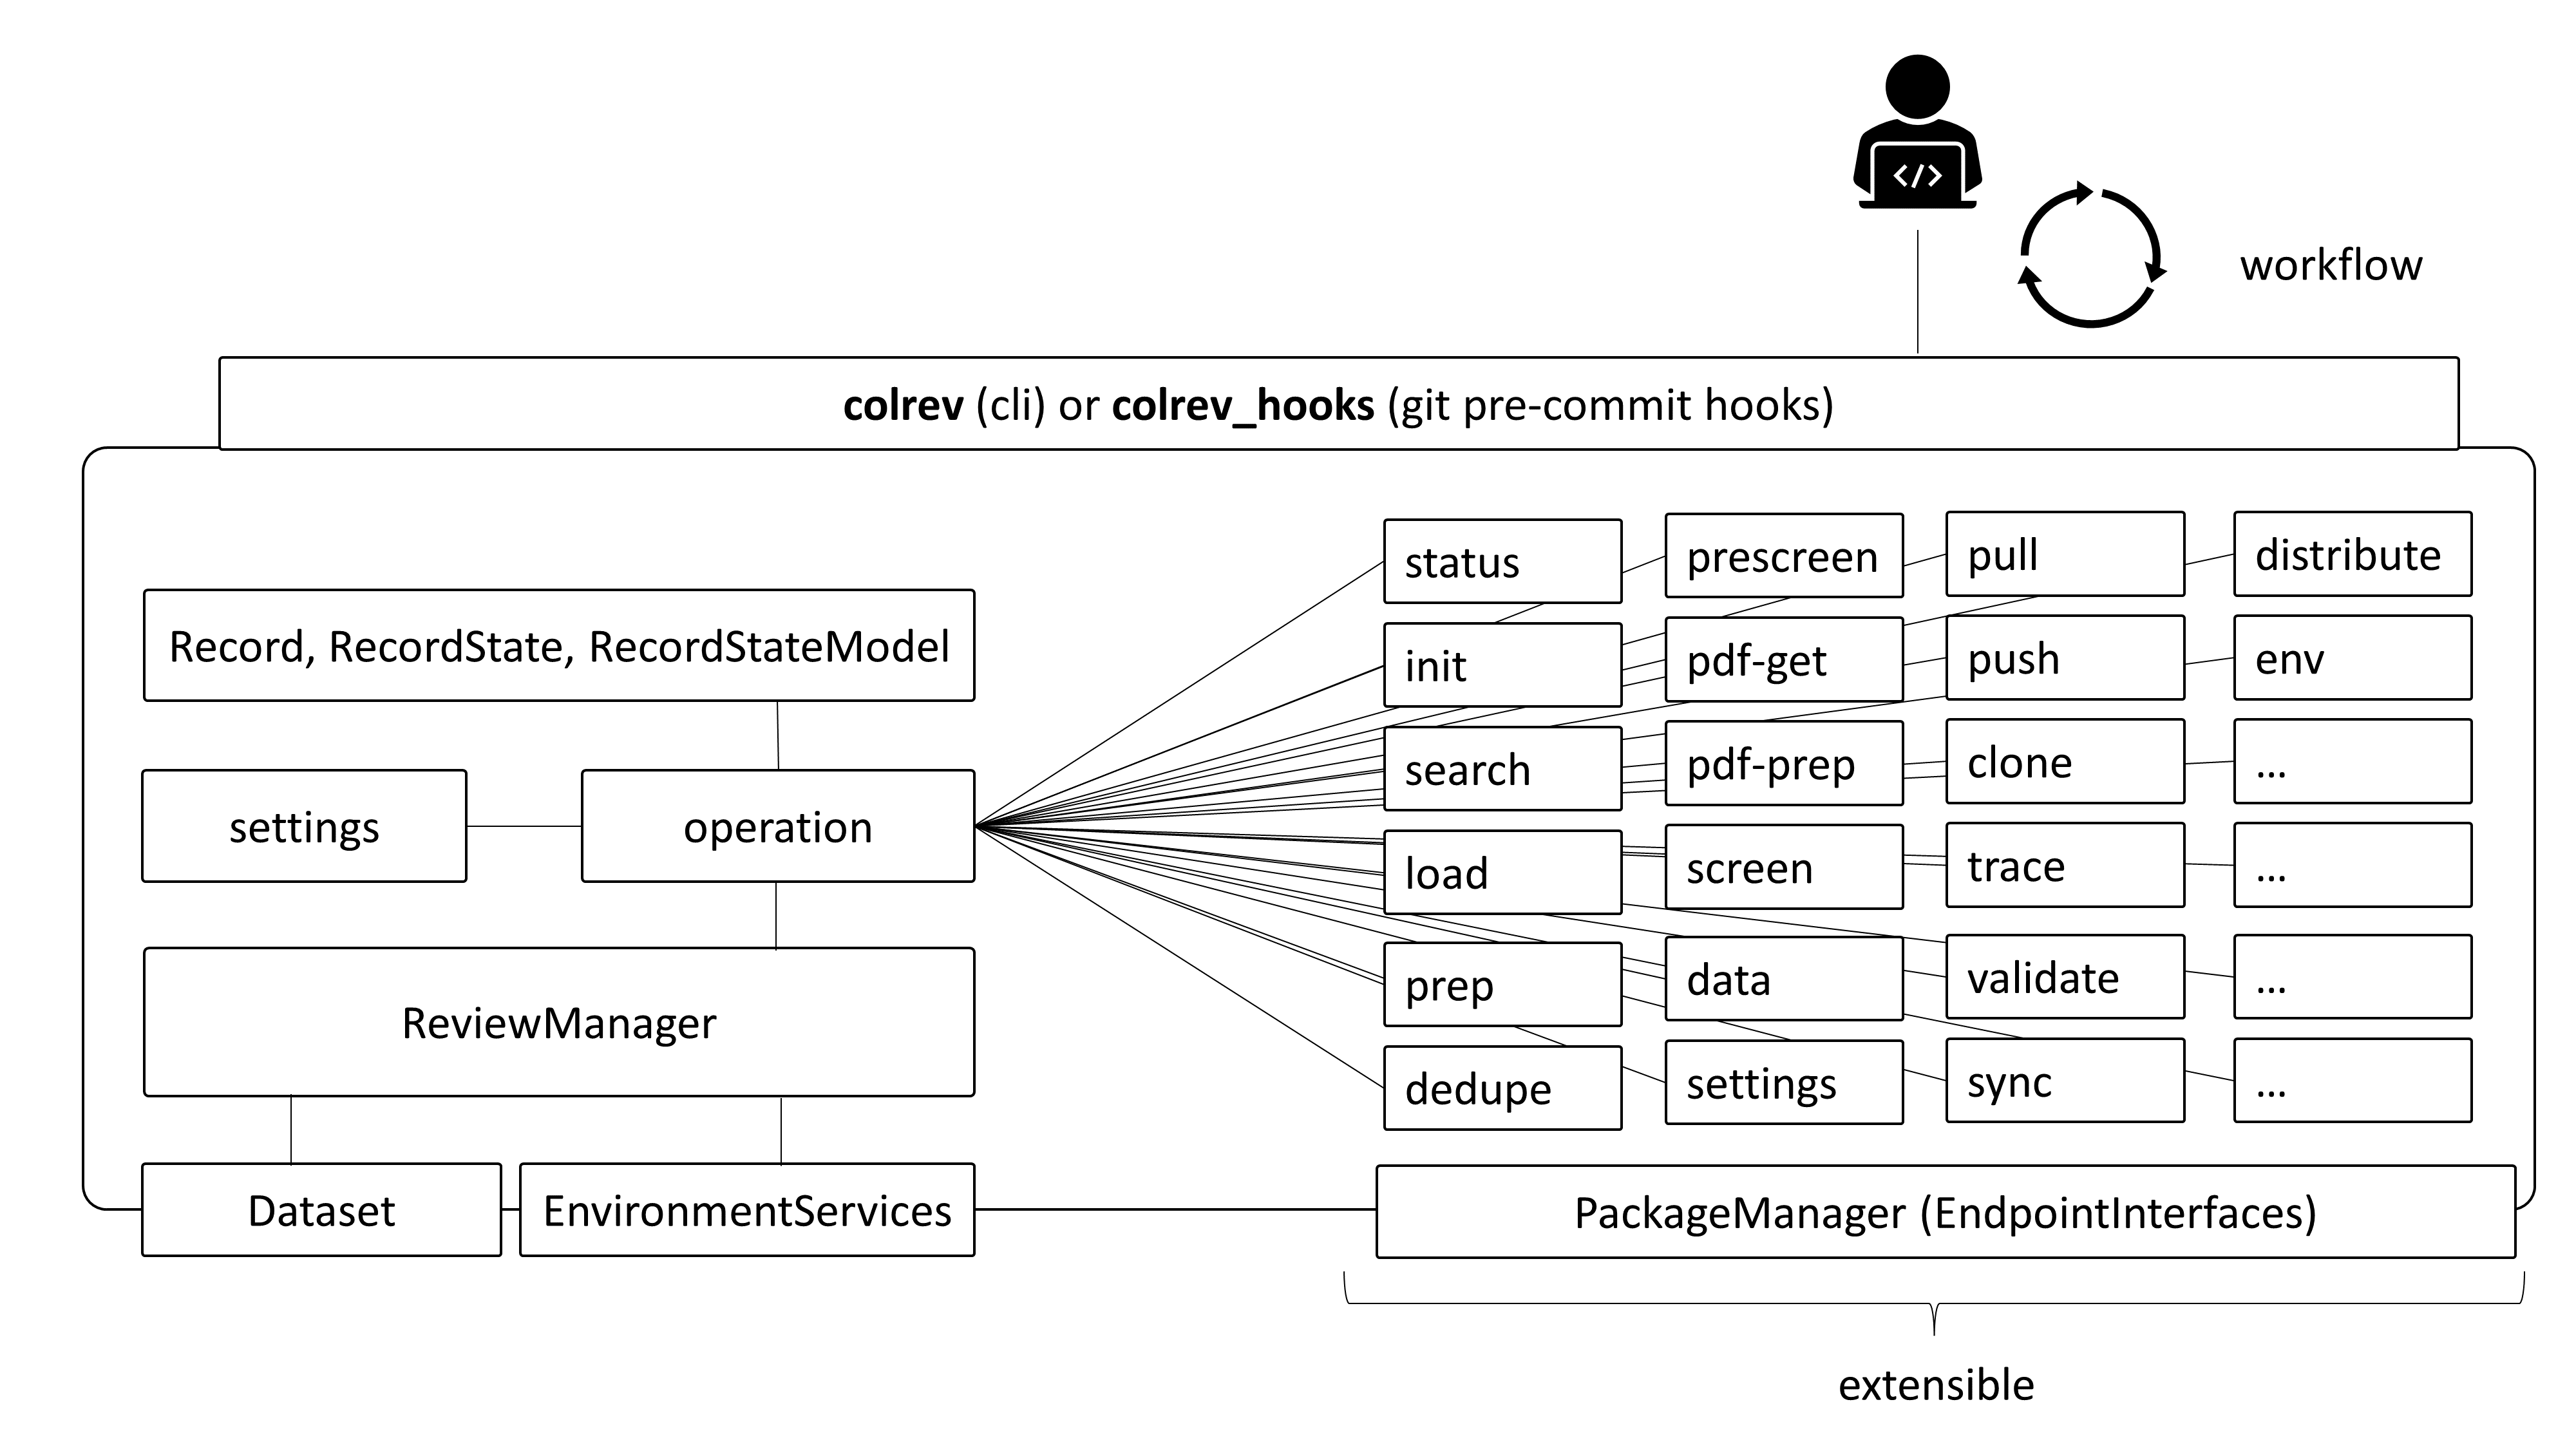 </>
workflow
colrev (cli) or colrev_hooks (git pre-commit hooks)
Record, RecordState, RecordStateModel
settings
operation
ReviewManager
Dataset
EnvironmentServices
status
init
search
load
prep
dedupe
prescreen
pdf-get
pdf-prep
screen
data
settings
pull
push
clone
trace
validate
sync
distribute
env
...
...
...
...
PackageManager (EndpointInterfaces)
extensible